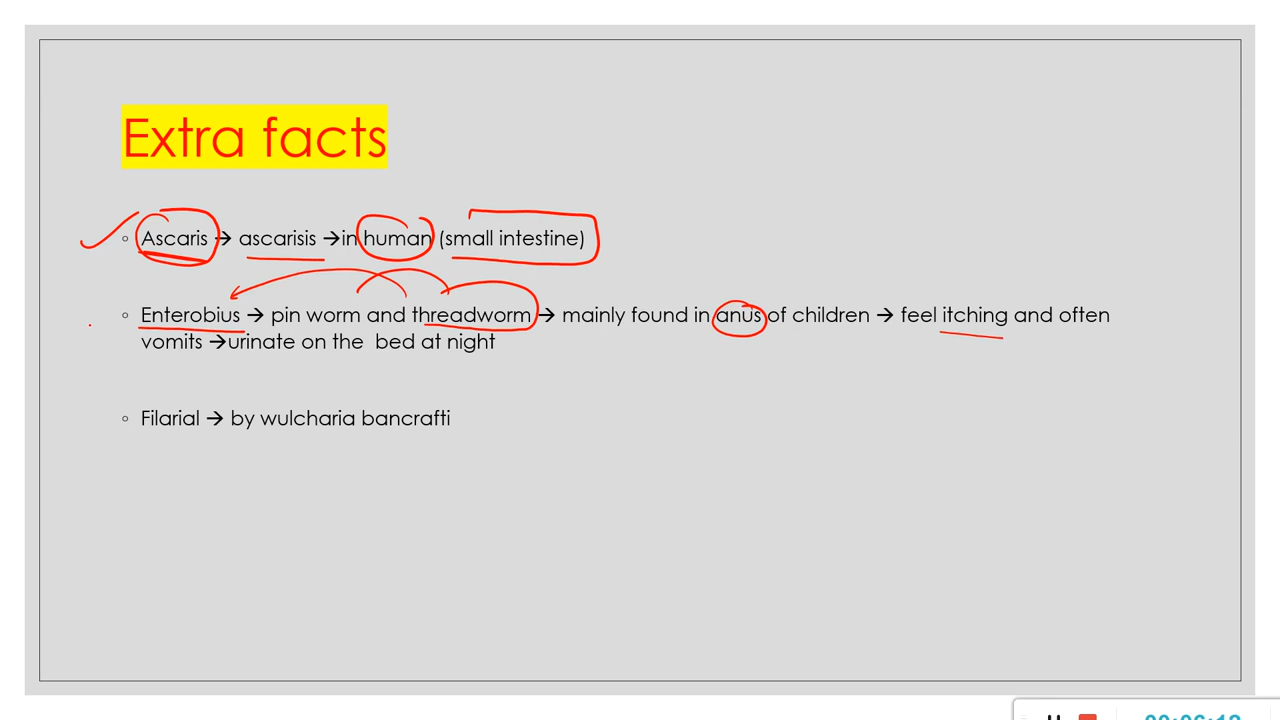 Extra facts
◦ Ascaris → ascarisis → in human (small intestine)
◦ Enterobius → pin worm and threadworm → mainly found in anus of children → feel itching and often
vomits → urinate on the bed at night
◦ Filarial → by wulcharia bancrafti